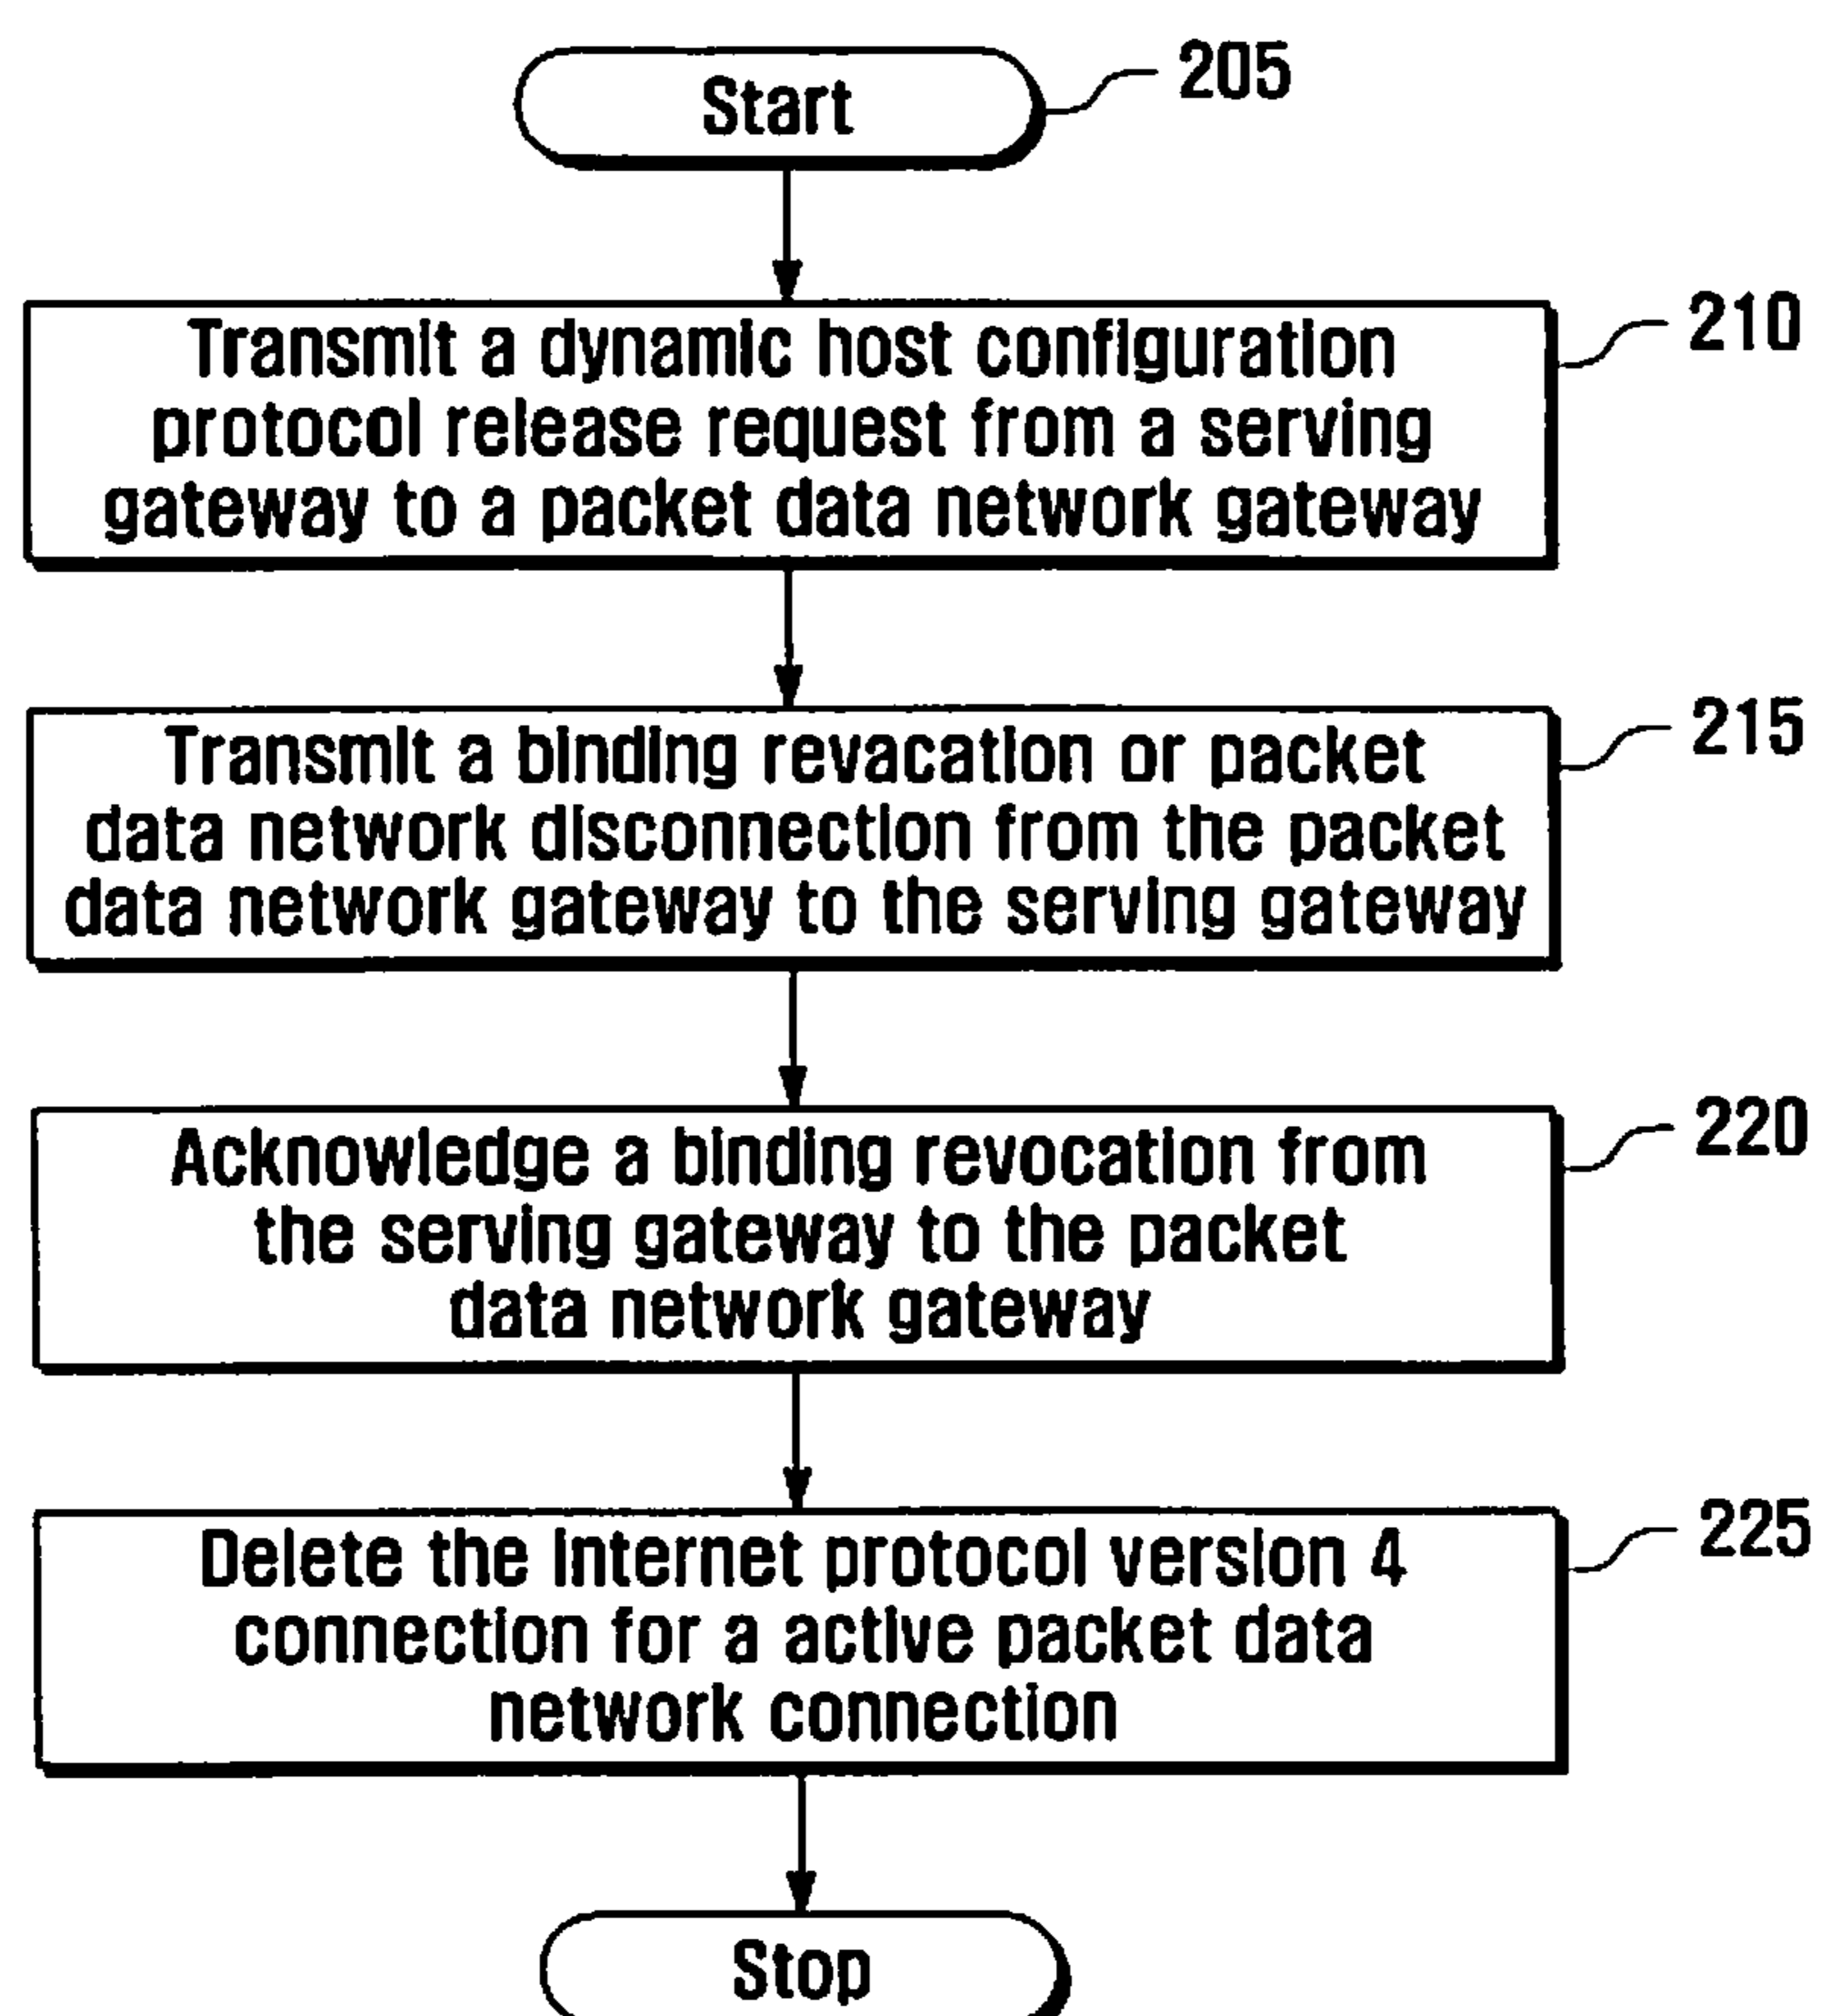 Start
205
Transmit a dynamic host configuration
protocol release request from a serving
gateway to a packet data network gateway
210
Transmit a binding revacation or packet
data network disconnection from the packet
data network gateway to the serving gateway
215
Acknowledge a binding revocation from
the serving gateway to the packet
data network gateway
220
Delete the Internet protocol version 4
connection for a active packet data
network connection
225
Stop